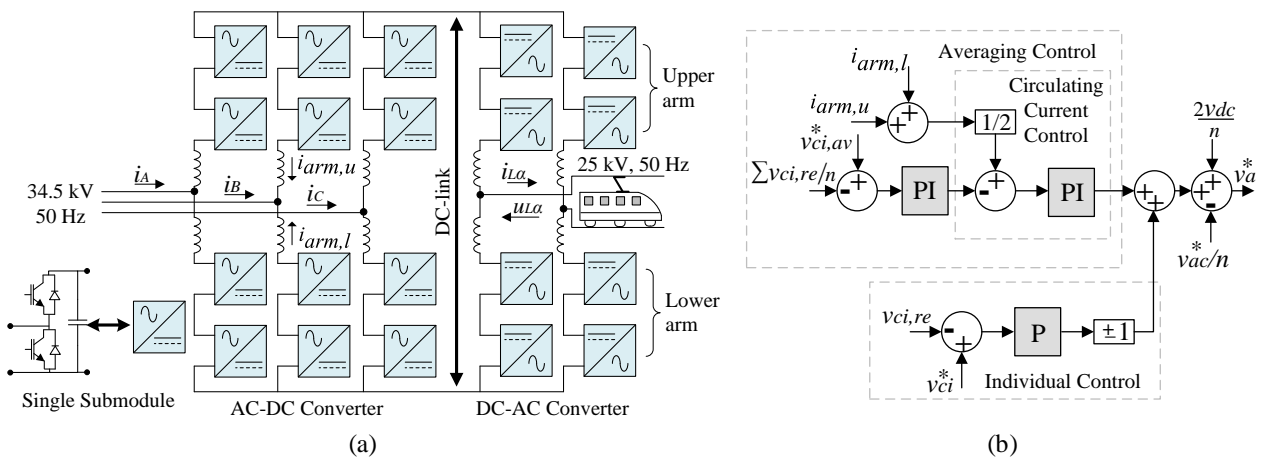 Upper
arm
i_arm,u
i_A
i_B
i_C
34.5 kV
50 Hz
i_Lα
25 kV, 50 Hz
u_Lα
DC-link
i_arm,l
Lower
arm
Single Submodule
AC-DC Converter
DC-AC Converter
(a)
Averaging Control
Circulating
Current
Control
i_arm,l
i_arm,u
1/2
v*_ci,av
∑v_ci,re/n
PI
PI
2v_dc
n
v*_a
v*_ac/n
v_ci,re
P
±1
v*_ci
Individual Control
(b)